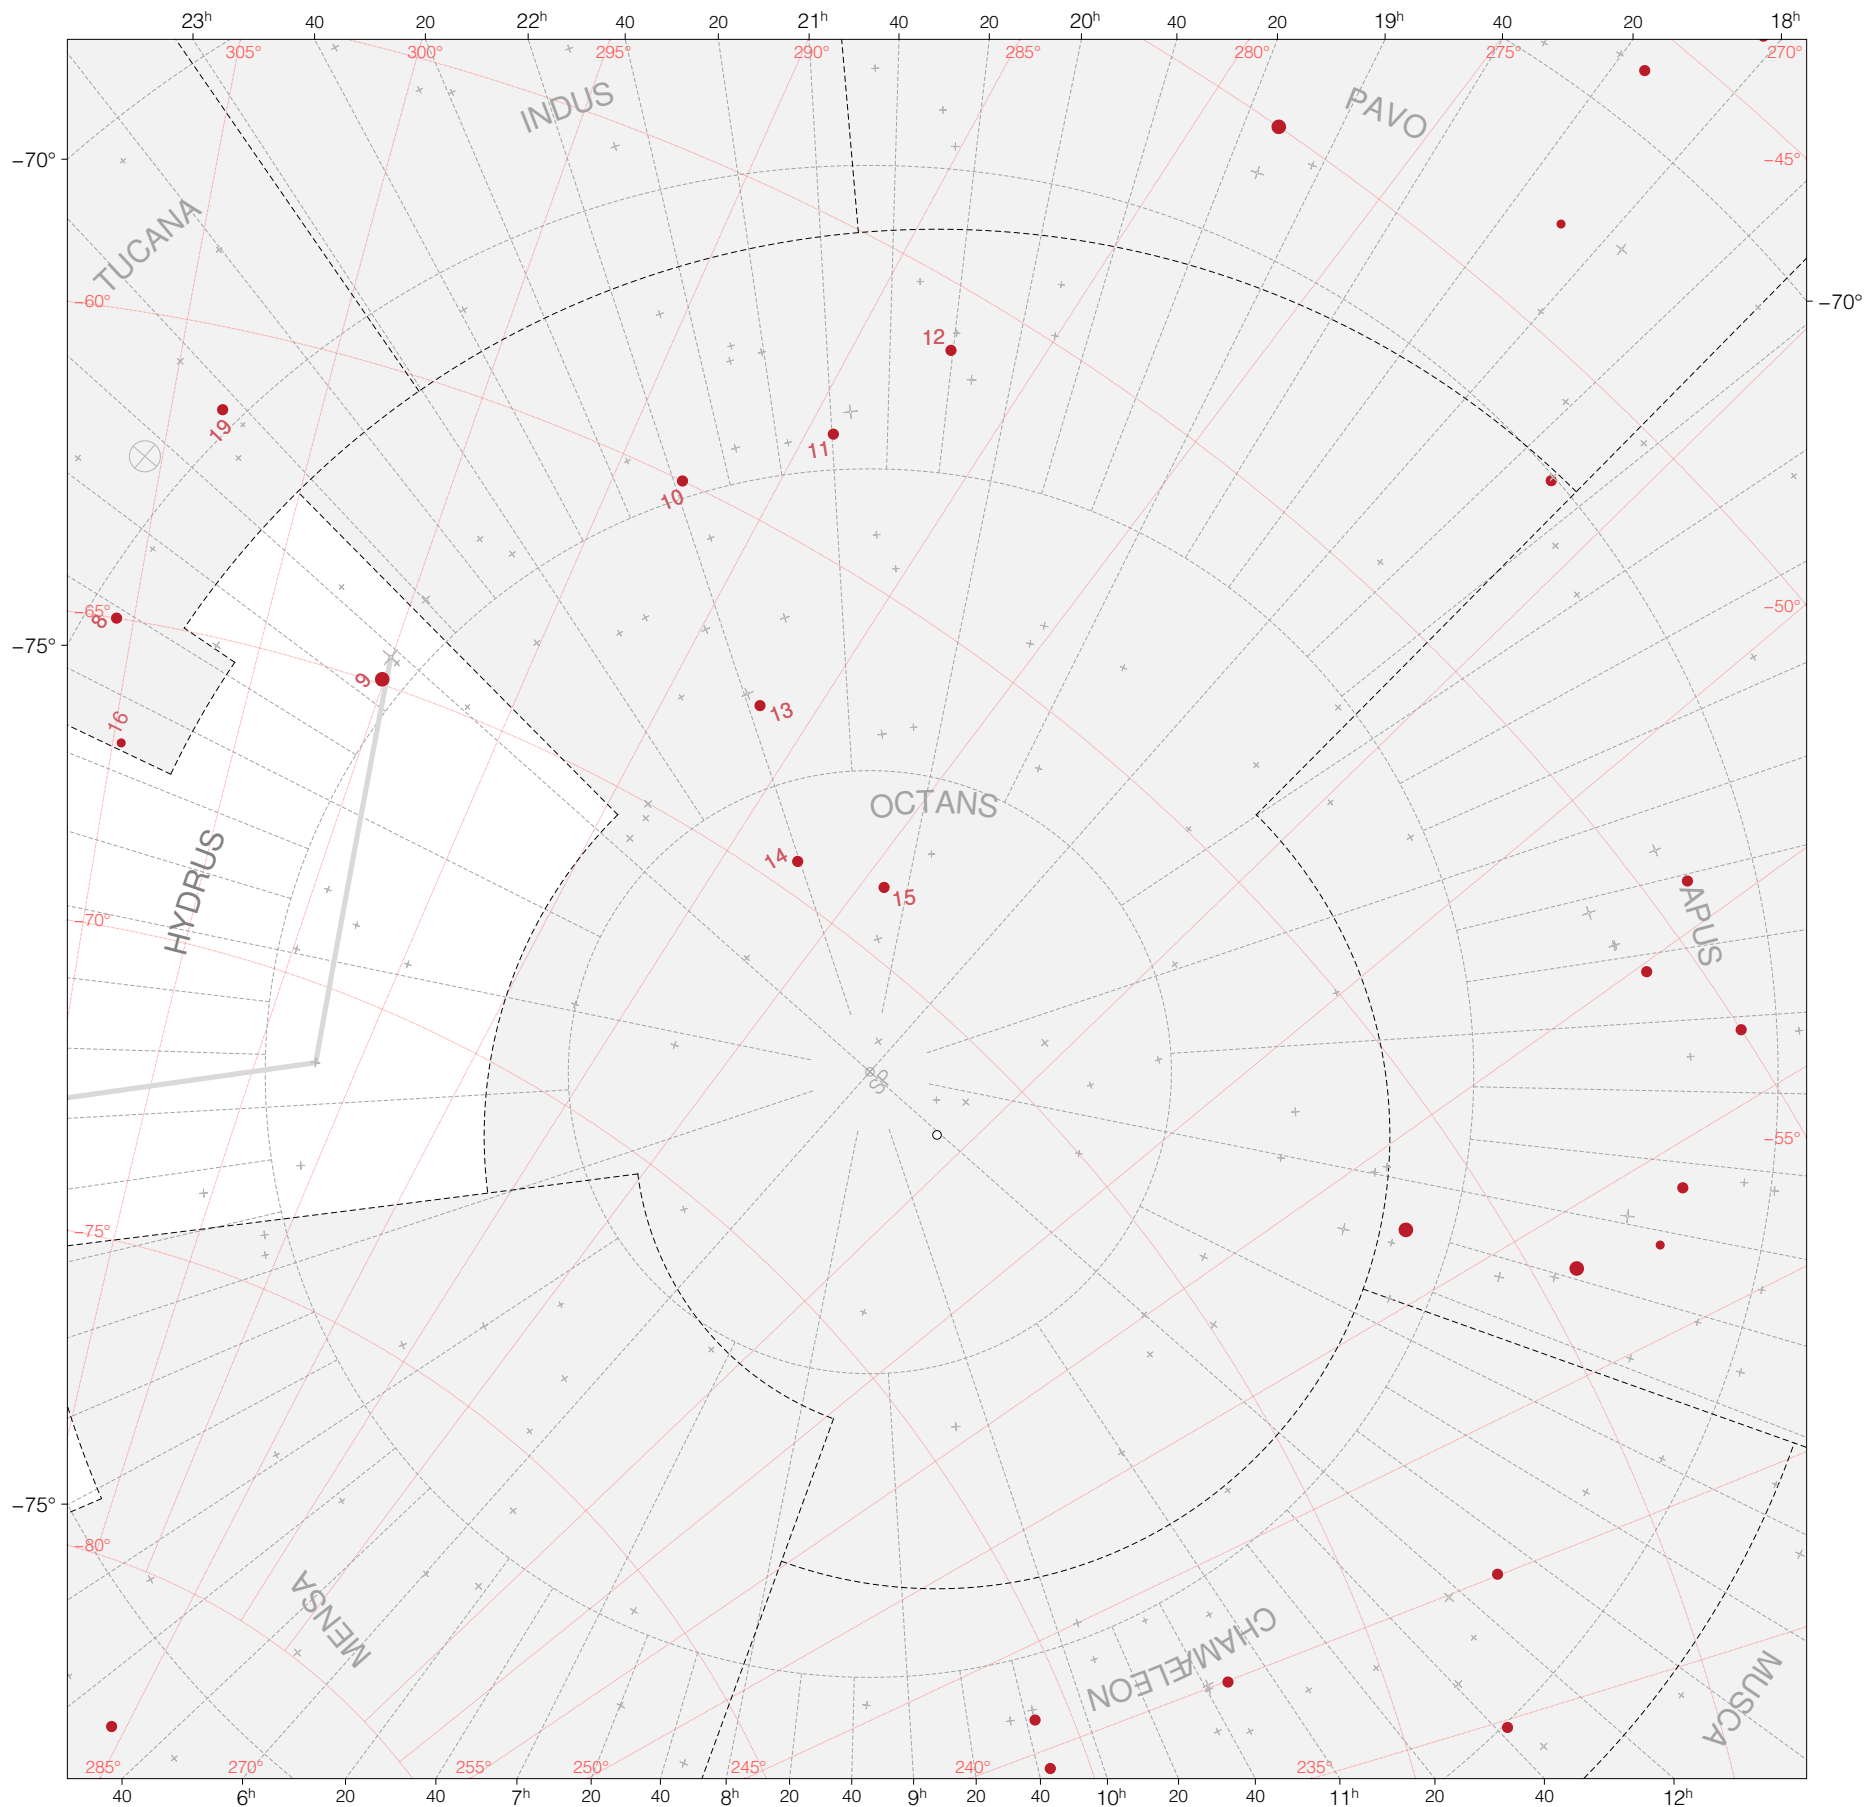 23h 40 20 22h 40 20 21h 40 20 20h 40 20 19h 40 20 18h
305° 300° 295° 290° 285° 280° 275° 270°
INDUS
PAVO
−70°
−45°
TUCANA
−60°
−70°
12
19
11
10
−65°
−50°
8
−75°
9
13
16
OCTANS
HYDRUS
14
15
−70°
APUS
SP
−55°
−75°
−75°
−80°
MENSA
CHAMÆLEON
MUSCA
285° 270° 255° 250° 245° 240° 235°
40 6h 20 40 7h 20 40 8h 20 40 9h 20 40 10h 20 40 11h 20 40 12h